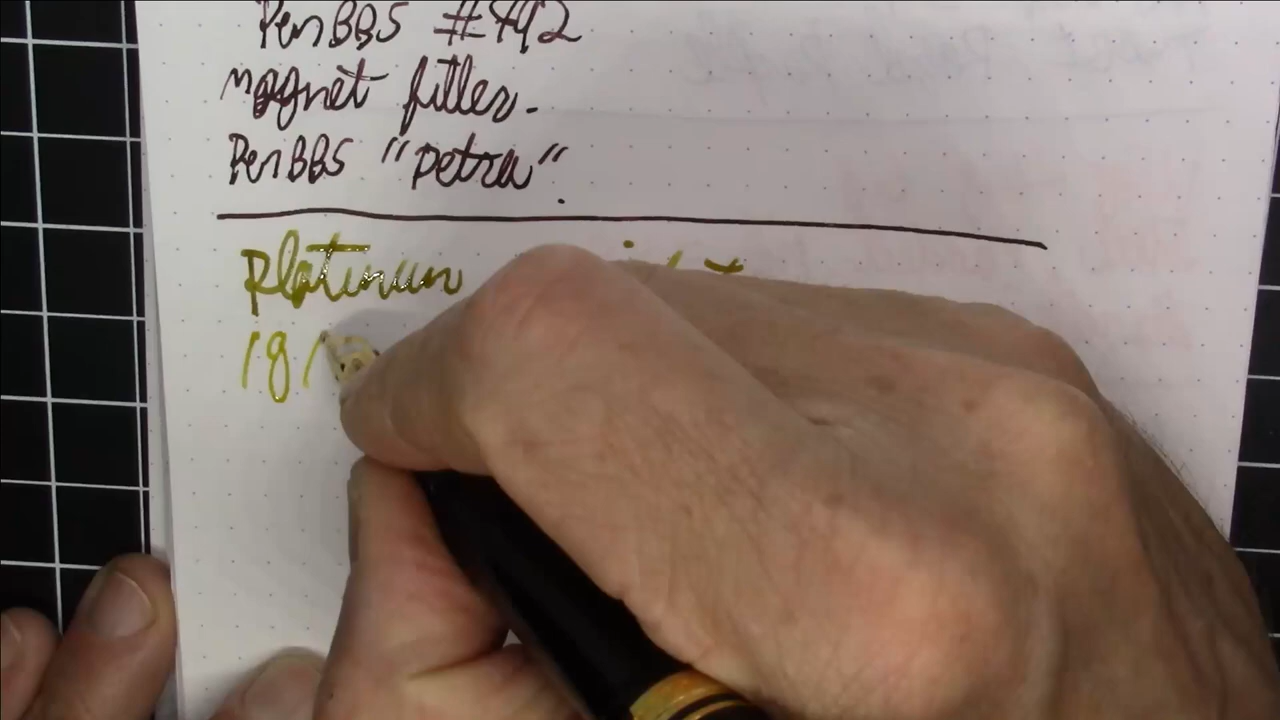 PenBBS #492
magnet filler.
PenBBS "Petra"
Platinum
18